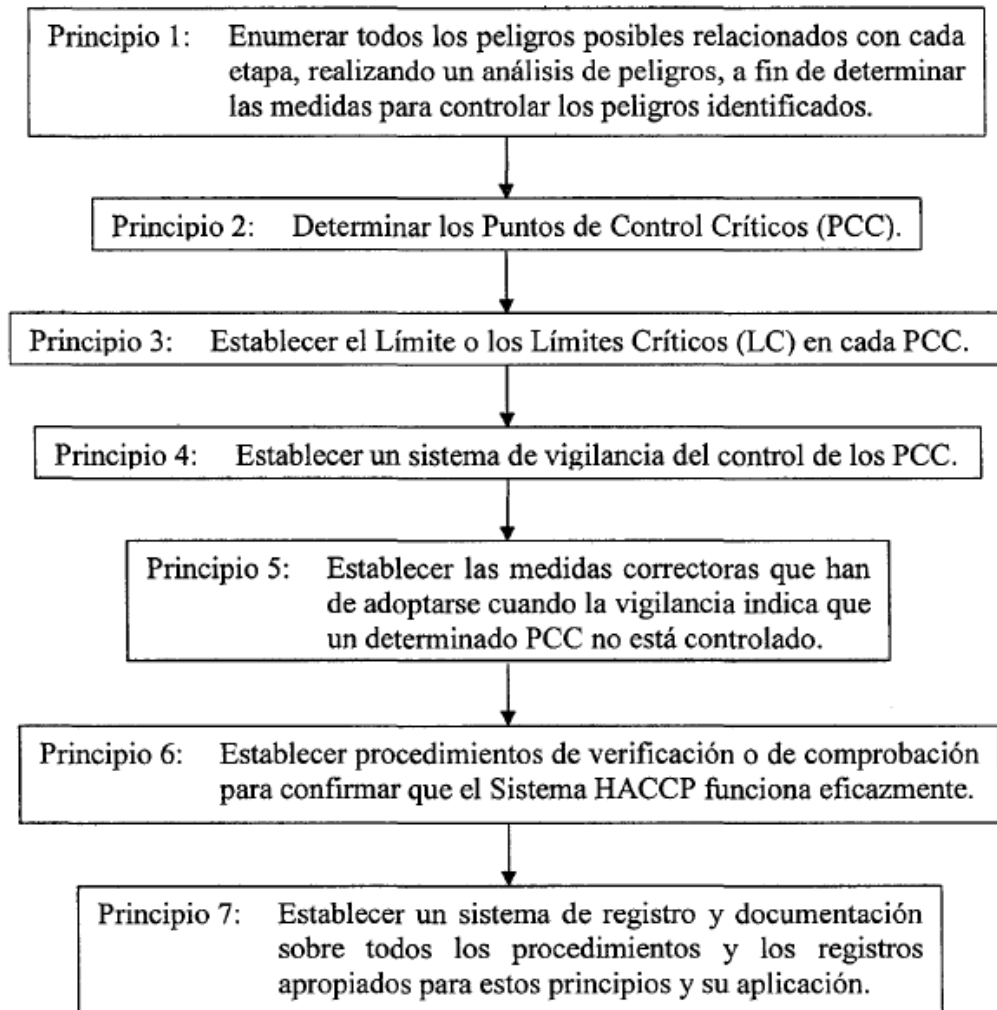 Principio 1: Enumerar todos los peligros posibles relacionados con cada
etapa, realizando un análisis de peligros, a fin de determinar
las medidas para controlar los peligros identificados.
Principio 2: Determinar los Puntos de Control Críticos (PCC).
Principio 3: Establecer el Límite o los Límites Críticos (LC) en cada PCC.
Principio 4: Establecer un sistema de vigilancia del control de los PCC.
Principio 5: Establecer las medidas correctoras que han
de adoptarse cuando la vigilancia indica que
un determinado PCC no está controlado.
Principio 6: Establecer procedimientos de verificación o de comprobación
para confirmar que el Sistema HACCP funciona eficazmente.
Principio 7: Establecer un sistema de registro y documentación
sobre todos los procedimientos y los registros
apropiados para estos principios y su aplicación.